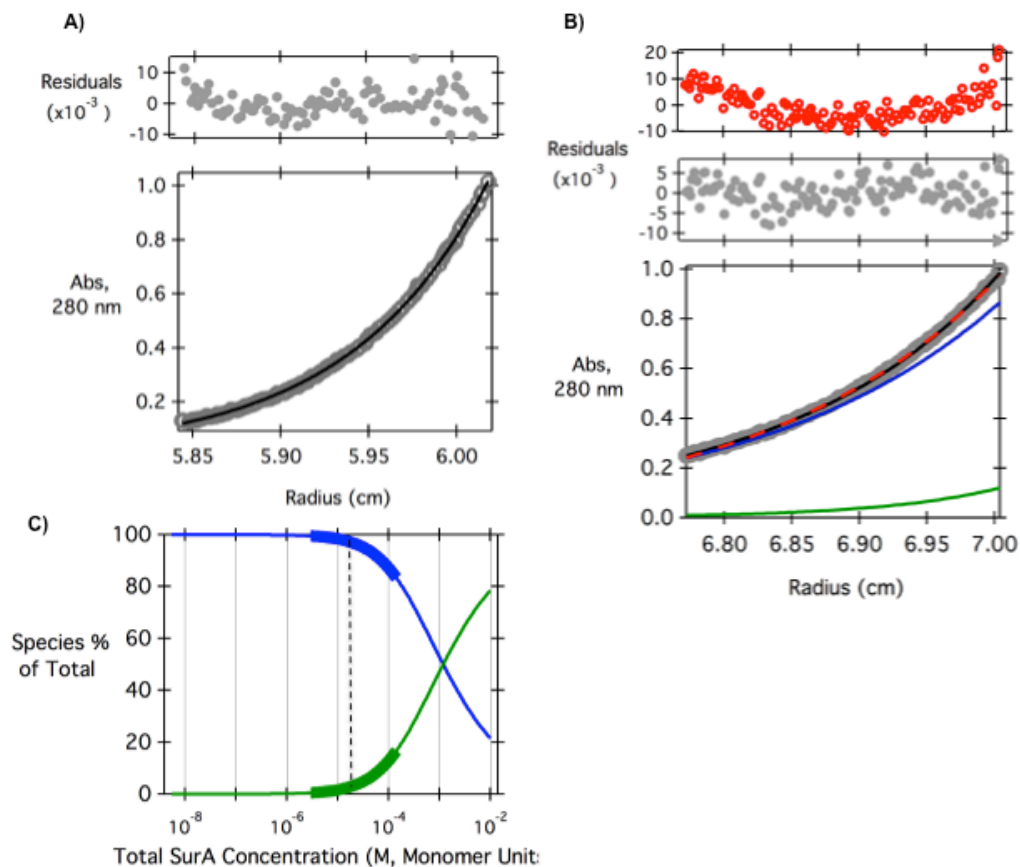 A)
Residuals
(x10-3)
10
0
-10
1.0
0.8
0.6
0.4
0.2
Abs,
280 nm
5.85 5.90 5.95 6.00
Radius (cm)
B)
20
10
0
-10
Residuals
(x10-3)
5
0
-5
-10
1.0
0.8
0.6
0.4
0.2
0.0
Abs,
280 nm
6.80 6.85 6.90 6.95 7.00
Radius (cm)
C)
100
80
60
40
20
0
Species %
of Total
10-8 10-6 10-4 10-2
Total SurA Concentration (M, Monomer Unit